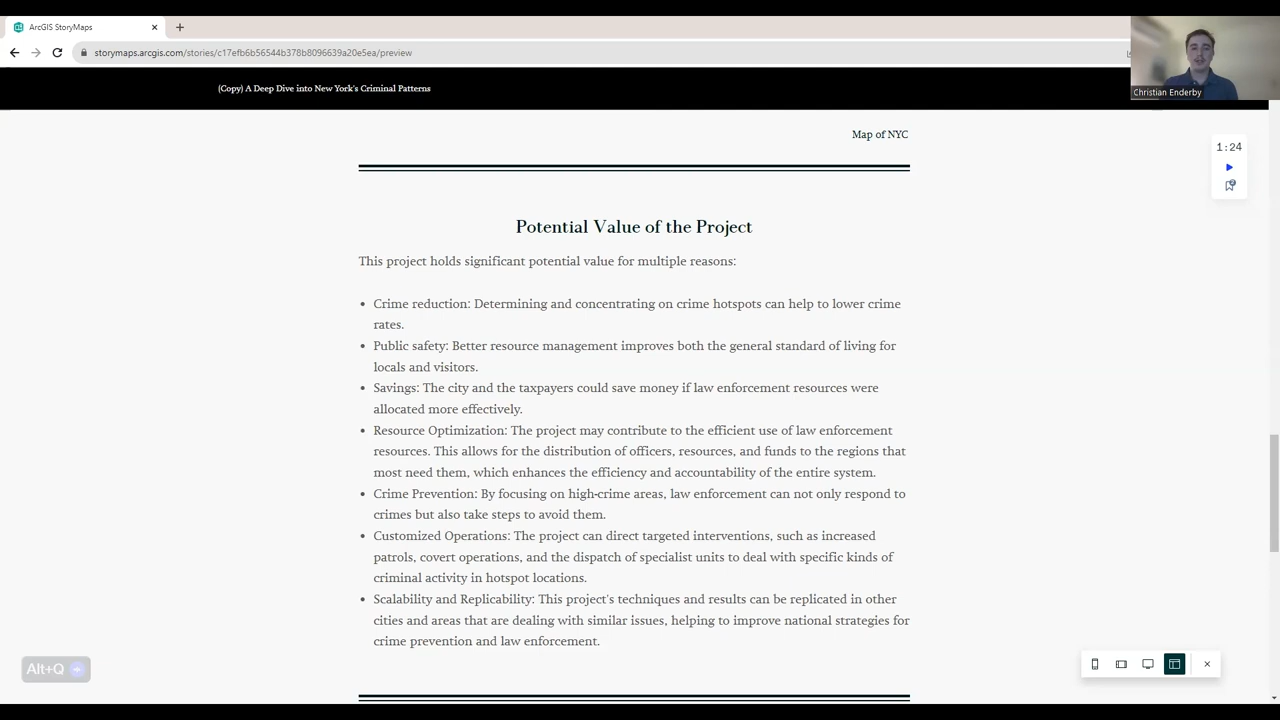 ArcGIS StoryMaps
storymaps.arcgis.com/stories/c17efb6b56544b378b8096639a20e5ea/preview
Christian Enderby
(Copy) A Deep Dive into New York's Criminal Patterns
Map of NYC
1:24
Potential Value of the Project
This project holds significant potential value for multiple reasons:
• Crime reduction: Determining and concentrating on crime hotspots can help to lower crime
rates.
• Public safety: Better resource management improves both the general standard of living for
locals and visitors.
• Savings: The city and the taxpayers could save money if law enforcement resources were
allocated more effectively.
• Resource Optimization: The project may contribute to the efficient use of law enforcement
resources. This allows for the distribution of officers, resources, and funds to the regions that
most need them, which enhances the efficiency and accountability of the entire system.
• Crime Prevention: By focusing on high-crime areas, law enforcement can not only respond to
crimes but also take steps to avoid them.
• Customized Operations: The project can direct targeted interventions, such as increased
patrols, covert operations, and the dispatch of specialist units to deal with specific kinds of
criminal activity in hotspot locations.
• Scalability and Replicability: This project's techniques and results can be replicated in other
cities and areas that are dealing with similar issues, helping to improve national strategies for
crime prevention and law enforcement.
Alt+Q